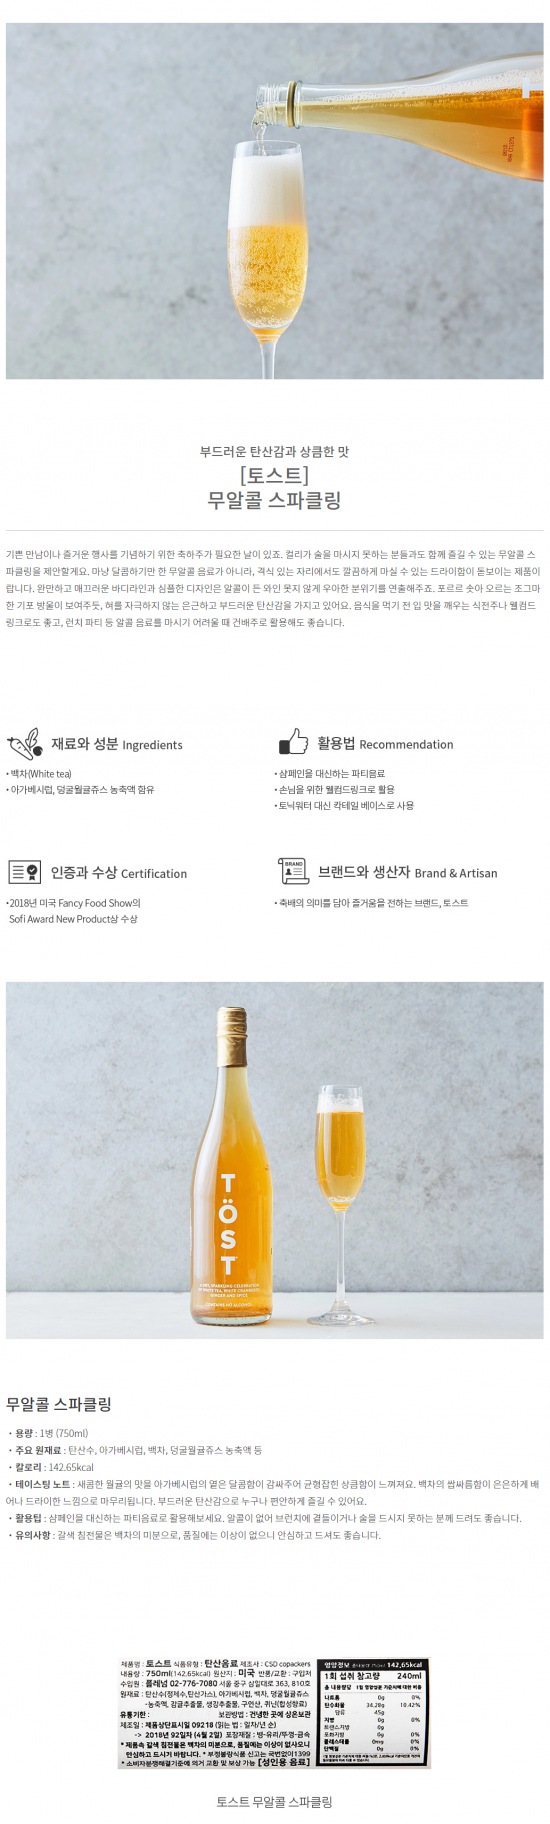 부드러운 탄산감과 상큼한 맛
[토스트]
무알콜 스파클링
기쁜 만남이나 즐거운 행사를 기념하기 위한 축하주가 필요한 날이 있죠. 컬리가 술을 마시지 못하는 분들과도 함께 즐길 수 있는 무알콜 스
파클링을 제안할게요. 마냥 달콤하기만 한 무알콜 음료가 아니라, 격식 있는 자리에서도 깔끔하게 마실 수 있는 드라이함이 돋보이는 제품이
랍니다. 완만하고 매끄러운 바디라인과 심플한 디자인은 알콜이 든 와인 못지 않게 우아한 분위기를 연출해주죠. 포르르 솟아 오르는 조그마
한 기포 방울이 보여주듯, 혀를 자극하지 않는 은근하고 부드러운 탄산감을 가지고 있어요. 음식을 먹기 전 입 맛을 깨우는 식전주나 웰컴드
링크로도 좋고, 런치 파티 등 알콜 음료를 마시기 어려울 때 건배주로 활용해도 좋습니다.
재료와 성분 Ingredients
• 백차(White tea)
• 아가베시럽, 덩굴월귤쥬스 농축액 함유
활용법 Recommendation
• 샴페인을 대신하는 파티음료
• 손님을 위한 웰컴드링크로 활용
• 토닉워터 대신 칵테일 베이스로 사용
인증과 수상 Certification
• 2018년 미국 Fancy Food Show의
Sofi Award New Product상 수상
BRAND
브랜드와 생산자 Brand & Artisan
• 축배의 의미를 담아 즐거움을 전하는 브랜드, 토스트
TÖST
A DRY, SPARKLING CELEBRATION
OF WHITE TEA, WHITE CRANBERRY,
GINGER AND SPICE
CONTAINS NO ALCOHOL
무알콜 스파클링
• 용량 : 1병 (750ml)
• 주요 원재료 : 탄산수, 아가베시럽, 백차, 덩굴월귤쥬스 농축액 등
• 칼로리 : 142.65kcal
• 테이스팅 노트 : 새콤한 월귤의 맛을 아가베시럽의 옅은 달콤함이 감싸주어 균형잡힌 상큼함이 느껴져요. 백차의 쌉싸름함이 은은하게 배
어나 드라이한 느낌으로 마무리됩니다. 부드러운 탄산감으로 누구나 편안하게 즐길 수 있어요.
• 활용팁 : 샴페인을 대신하는 파티음료로 활용해보세요. 알콜이 없어 브런치에 곁들이거나 술을 드시지 못하는 분께 드려도 좋습니다.
• 유의사항 : 갈색 침전물은 백차의 미분으로, 품질에는 이상이 없으니 안심하고 드셔도 좋습니다.
제품명 : 토스트 식품유형 : 탄산음료 제조사 : CSD copackers
내용량 : 750ml(142,65kcal) 원산지 : 미국 반품/교환 : 구입처
수입원 : 플래넘 02-776-7080 서울 중구 삼일대로 363, 810호
원재료 : 탄산수(정제수,탄산가스), 아가베시럽, 백차, 덩굴월귤쥬스
농축액, 감귤추출물, 생강추출물, 구연산, 퀴닌(합성향료)
유통기한 : 보관방법 : 건냉한 곳에 상온보관
제조일 : 제품상단표시일 09218 (읽는 법 : 일차/년 순)
-> 2018년 92일차 (4월 2일) 포장재질 : 병-유리/뚜껑-금속
* 제품속 갈색 침전물은 백차의 미분으로, 품질에는 이상이 없사오니
안심하고 드시기 바랍니다. * 부정불량식품 신고는 국번없이1399
* 소비자분쟁해결기준에 의거 교환 및 보상 가능 [성인용 음료]
영양정보 총내용량 750ml 142,65kcal
1회 섭취 참고량 240ml
총 내용량당 1일 영양성분 기준치에 대한 비율
나트륨 0g 0%
탄수화물 34.28g 10.42%
당류 45g
지방 0g 0%
트랜스지방 0g
포화지방 0g
콜레스테롤 0mg 0%
단백질 0g 0%
토스트 무알콜 스파클링